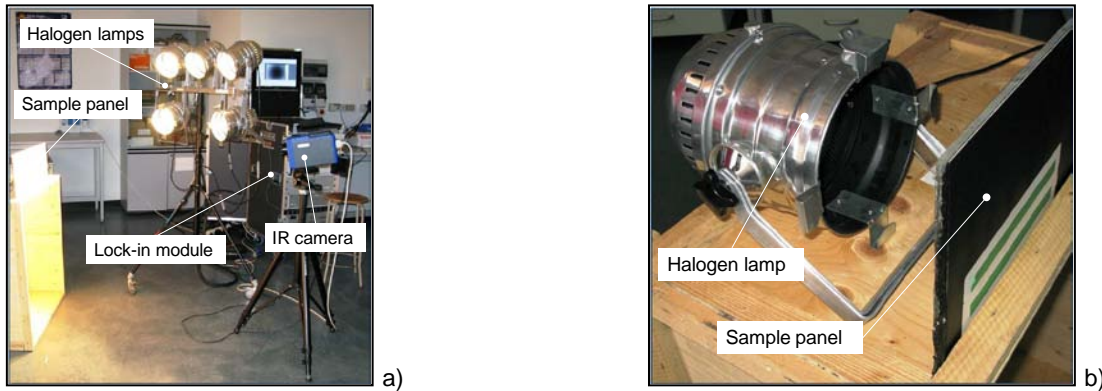 Halogen lamps
Sample panel
Lock-in module
IR camera
a)
Halogen lamp
Sample panel
b)